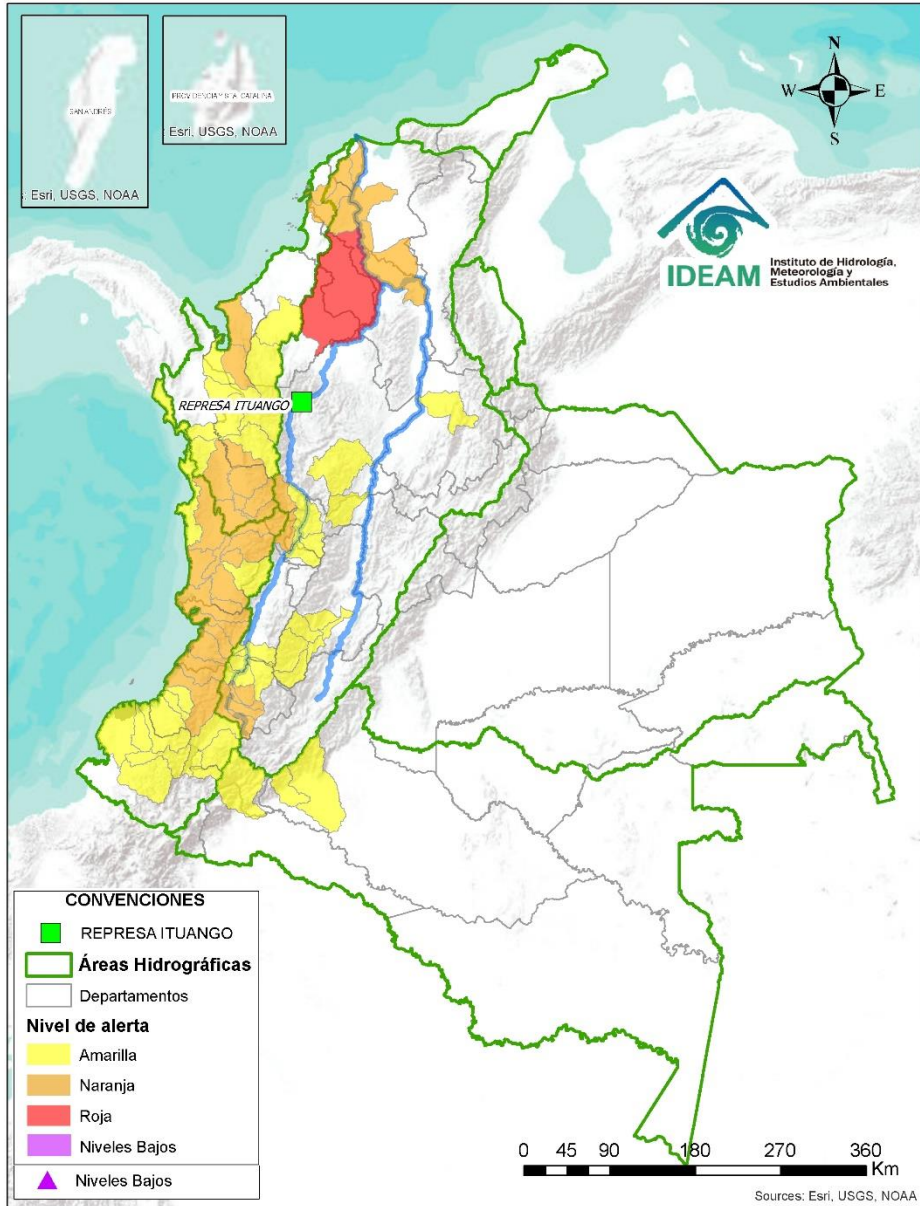 SAN ANDRÉS
: Esri, USGS, NOAA
PROVIDENCIA Y STA. CATALINA
: Esri, USGS, NOAA
N
W
E
S
IDEAM
Instituto de Hidrología,
Meteorología y
Estudios Ambientales
REPRESA ITUANGO
CONVENCIONES
REPRESA ITUANGO
Áreas Hidrográficas
Departamentos
Nivel de alerta
Amarilla
Naranja
Roja
Niveles Bajos
Niveles Bajos
0 45 90 180 270 360
Km
Sources: Esri, USGS, NOAA